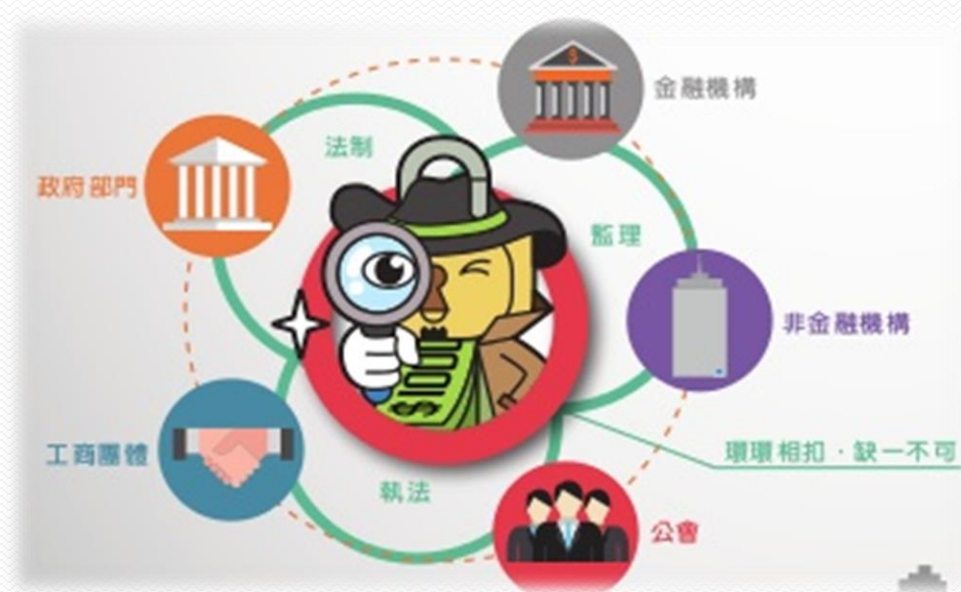 金融機構
法制
政府部門
監理
非金融機構
工商團體
環環相扣，缺一不可
執法
公會
$
100
$